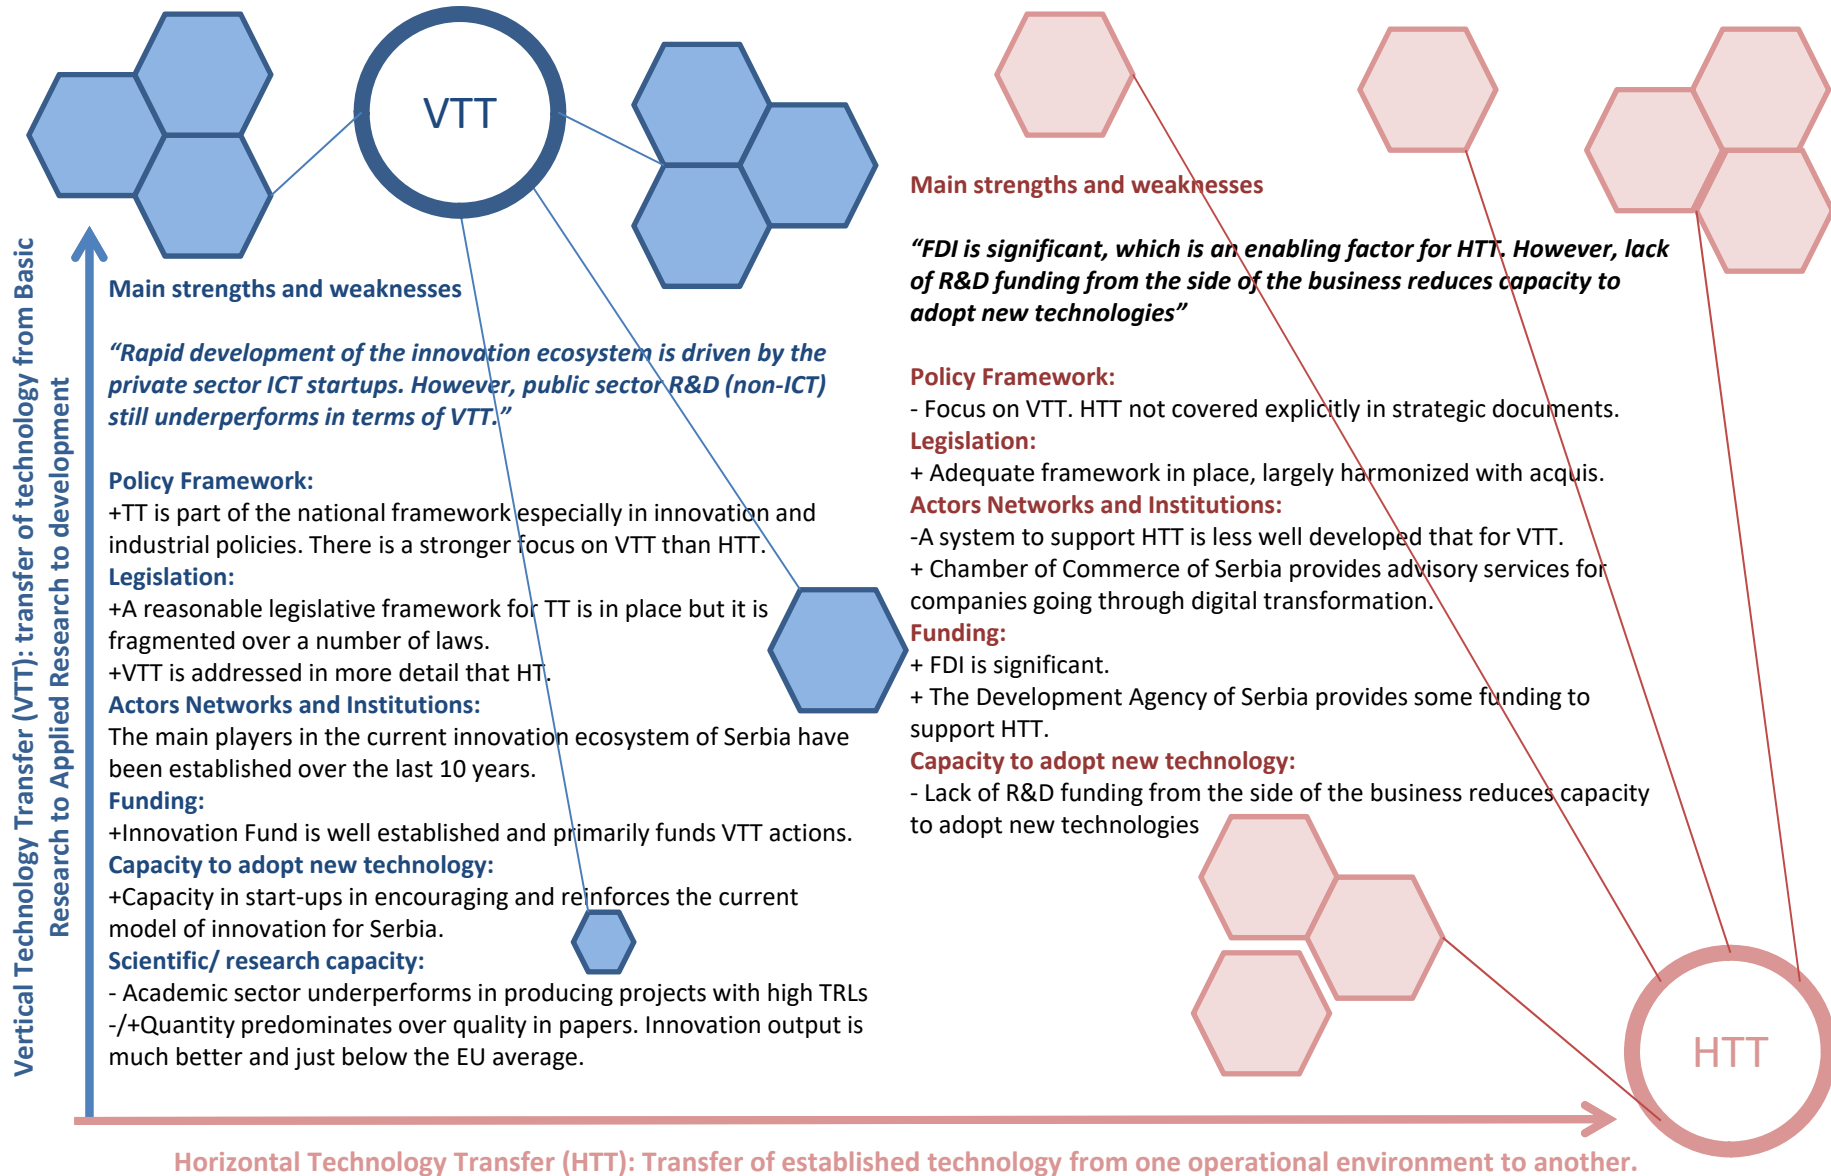 VTT
Main strengths and weaknesses
“Rapid development of the innovation ecosystem is driven by the
private sector ICT startups. However, public sector R&D (non-ICT)
still underperforms in terms of VTT.”
Policy Framework:
+TT is part of the national framework especially in innovation and
industrial policies. There is a stronger focus on VTT than HTT.
Legislation:
+A reasonable legislative framework for TT is in place but it is
fragmented over a number of laws.
+VTT is addressed in more detail that HT.
Actors Networks and Institutions:
The main players in the current innovation ecosystem of Serbia have
been established over the last 10 years.
Funding:
+Innovation Fund is well established and primarily funds VTT actions.
Capacity to adopt new technology:
+Capacity in start-ups in encouraging and reinforces the current
model of innovation for Serbia.
Scientific/ research capacity:
- Academic sector underperforms in producing projects with high TRLs
-/+Quantity predominates over quality in papers. Innovation output is
much better and just below the EU average.
Vertical Technology Transfer (VTT): transfer of technology from Basic
Research to Applied Research to development
Main strengths and weaknesses
“FDI is significant, which is an enabling factor for HTT. However, lack
of R&D funding from the side of the business reduces capacity to
adopt new technologies”
Policy Framework:
- Focus on VTT. HTT not covered explicitly in strategic documents.
Legislation:
+ Adequate framework in place, largely harmonized with acquis.
Actors Networks and Institutions:
-A system to support HTT is less well developed that for VTT.
+ Chamber of Commerce of Serbia provides advisory services for
companies going through digital transformation.
Funding:
+ FDI is significant.
+ The Development Agency of Serbia provides some funding to
support HTT.
Capacity to adopt new technology:
- Lack of R&D funding from the side of the business reduces capacity
to adopt new technologies
HTT
Horizontal Technology Transfer (HTT): Transfer of established technology from one operational environment to another.